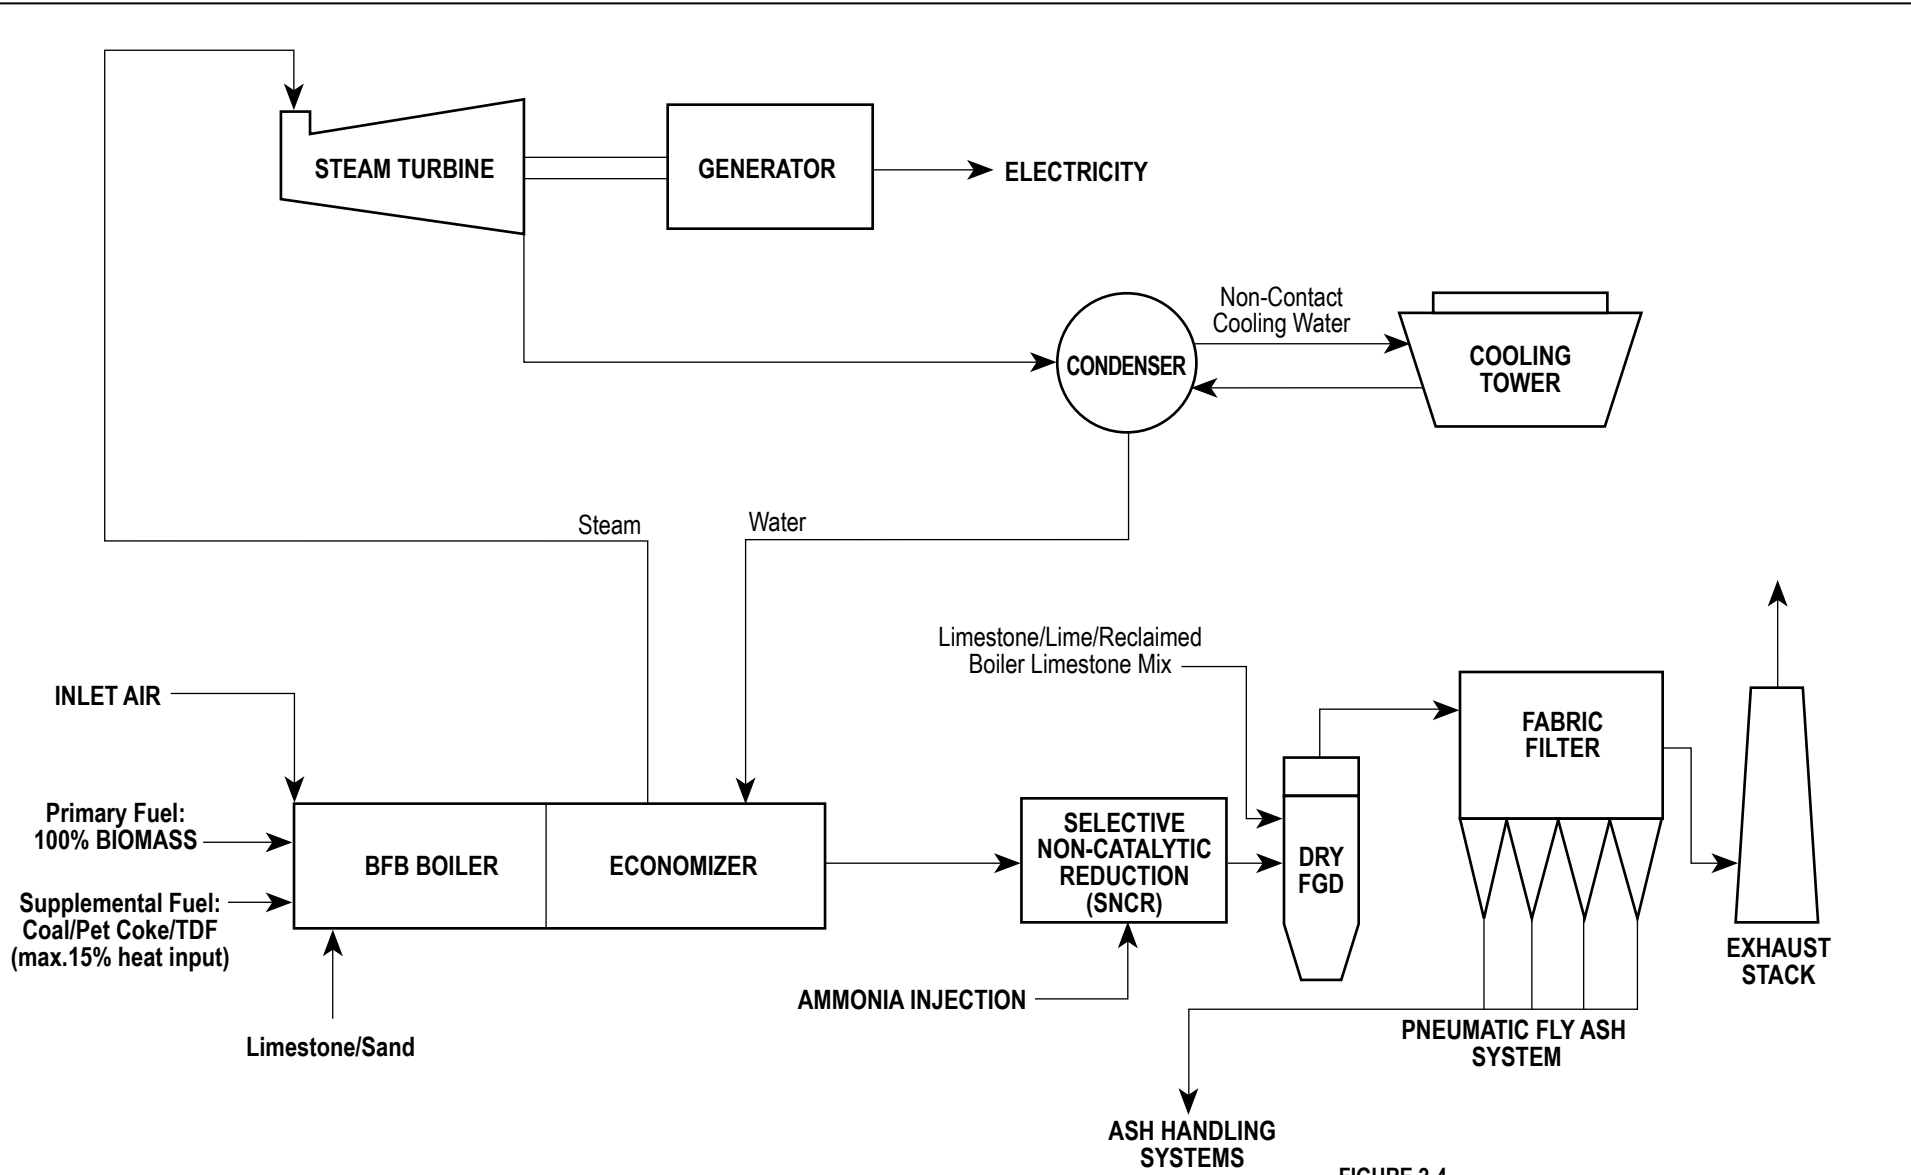 STEAM TURBINE
GENERATOR
ELECTRICITY
Non-Contact
Cooling Water
CONDENSER
COOLING
TOWER
Steam
Water
Limestone/Lime/Reclaimed
Boiler Limestone Mix
INLET AIR
Primary Fuel:
100% BIOMASS
Supplemental Fuel:
Coal/Pet Coke/TDF
(max.15% heat input)
BFB BOILER
ECONOMIZER
SELECTIVE
NON-CATALYTIC
REDUCTION
(SNCR)
DRY
FGD
FABRIC
FILTER
EXHAUST
STACK
AMMONIA INJECTION
Limestone/Sand
PNEUMATIC FLY ASH
SYSTEM
ASH HANDLING
SYSTEMS